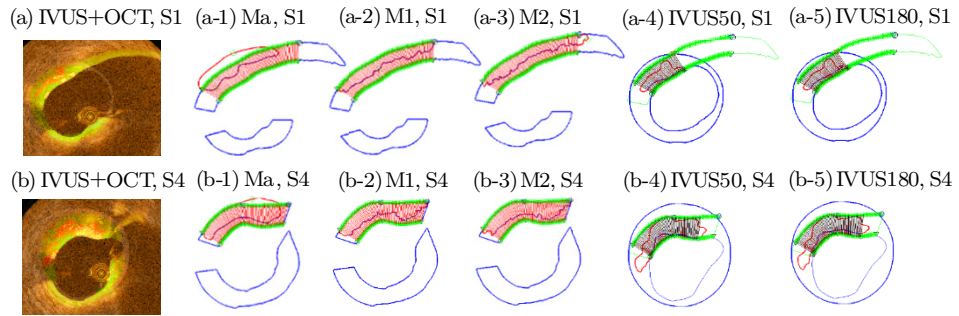 (a) IVUS+OCT, S1 (a-1) Ma, S1 (a-2) M1, S1 (a-3) M2, S1 (a-4) IVUS50, S1 (a-5) IVUS180, S1
(b) IVUS+OCT, S4 (b-1) Ma, S4 (b-2) M1, S4 (b-3) M2, S4 (b-4) IVUS50, S4 (b-5) IVUS180, S4